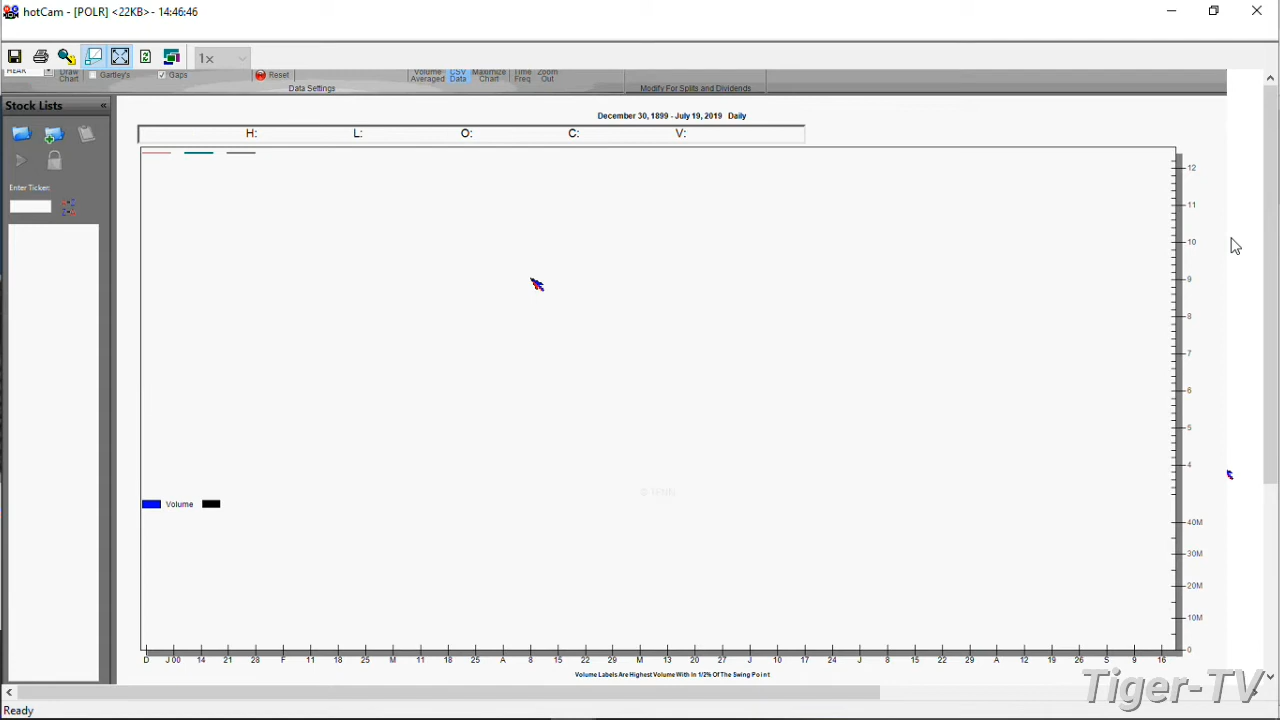 hotCam - [POLR] <22KB> - 14:46:46
1x
HEAR Draw Chart Gartley's Gaps Reset Volume Averaged CSV Data Maximize Chart Time Freq Zoom Out
Data Settings Modify For Splits and Dividends
Stock Lists «
December 30, 1899 - July 19, 2019 Daily
H: L: O: C: V:
Enter Ticker:
12
11
10
9
8
7
6
5
4
Volume
40M
30M
20M
10M
0
D J 00 14 21 28 F 11 18 25 M 11 18 25 A 8 15 22 29 M 13 20 27 J 10 17 24 J 8 15 22 29 A 12 19 26 S 9 16
Volume Labels Are Highest Volume With In 1/2% Of The Swing Point
Tiger-TV
Ready